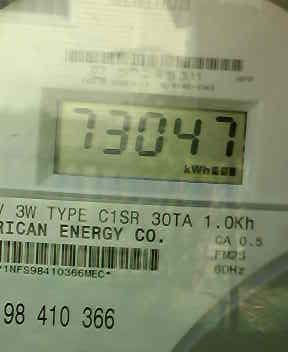 73047
kWh
3W TYPE C1SR 30TA 1.0Kh
RICAN ENERGY CO.
CA 0.5
FM2S
60Hz
1NFS98410366MEC*
98 410 366